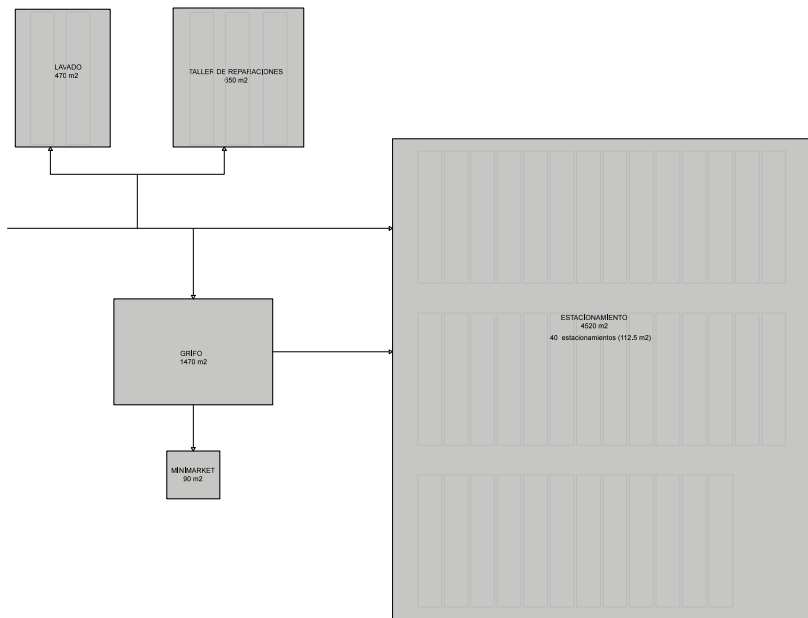 LAVADO
470 m2
TALLER DE REPARACIONES
650 m2
ESTACIONAMIENTO
4520 m2
40 estacionamientos (112.5 m2)
GRIFO
1470 m2
MINIMARKET
90 m2